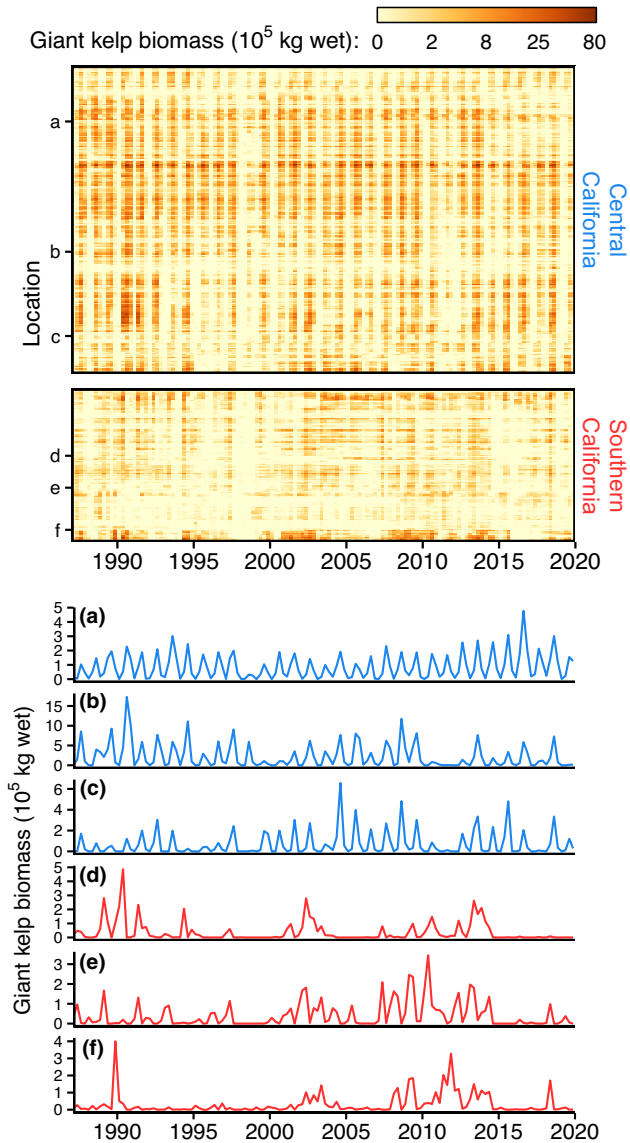 Giant kelp biomass (10⁵ kg wet): 0 2 8 25 80
Location
a
b
c
Central
California
d
e
f
Southern
California
1990 1995 2000 2005 2010 2015 2020
Giant kelp biomass (10⁵ kg wet)
(a)
5
4
3
2
1
0
(b)
15
10
5
0
(c)
6
4
2
0
(d)
5
4
3
2
1
0
(e)
3
2
1
0
(f)
4
3
2
1
0
1990 1995 2000 2005 2010 2015 2020